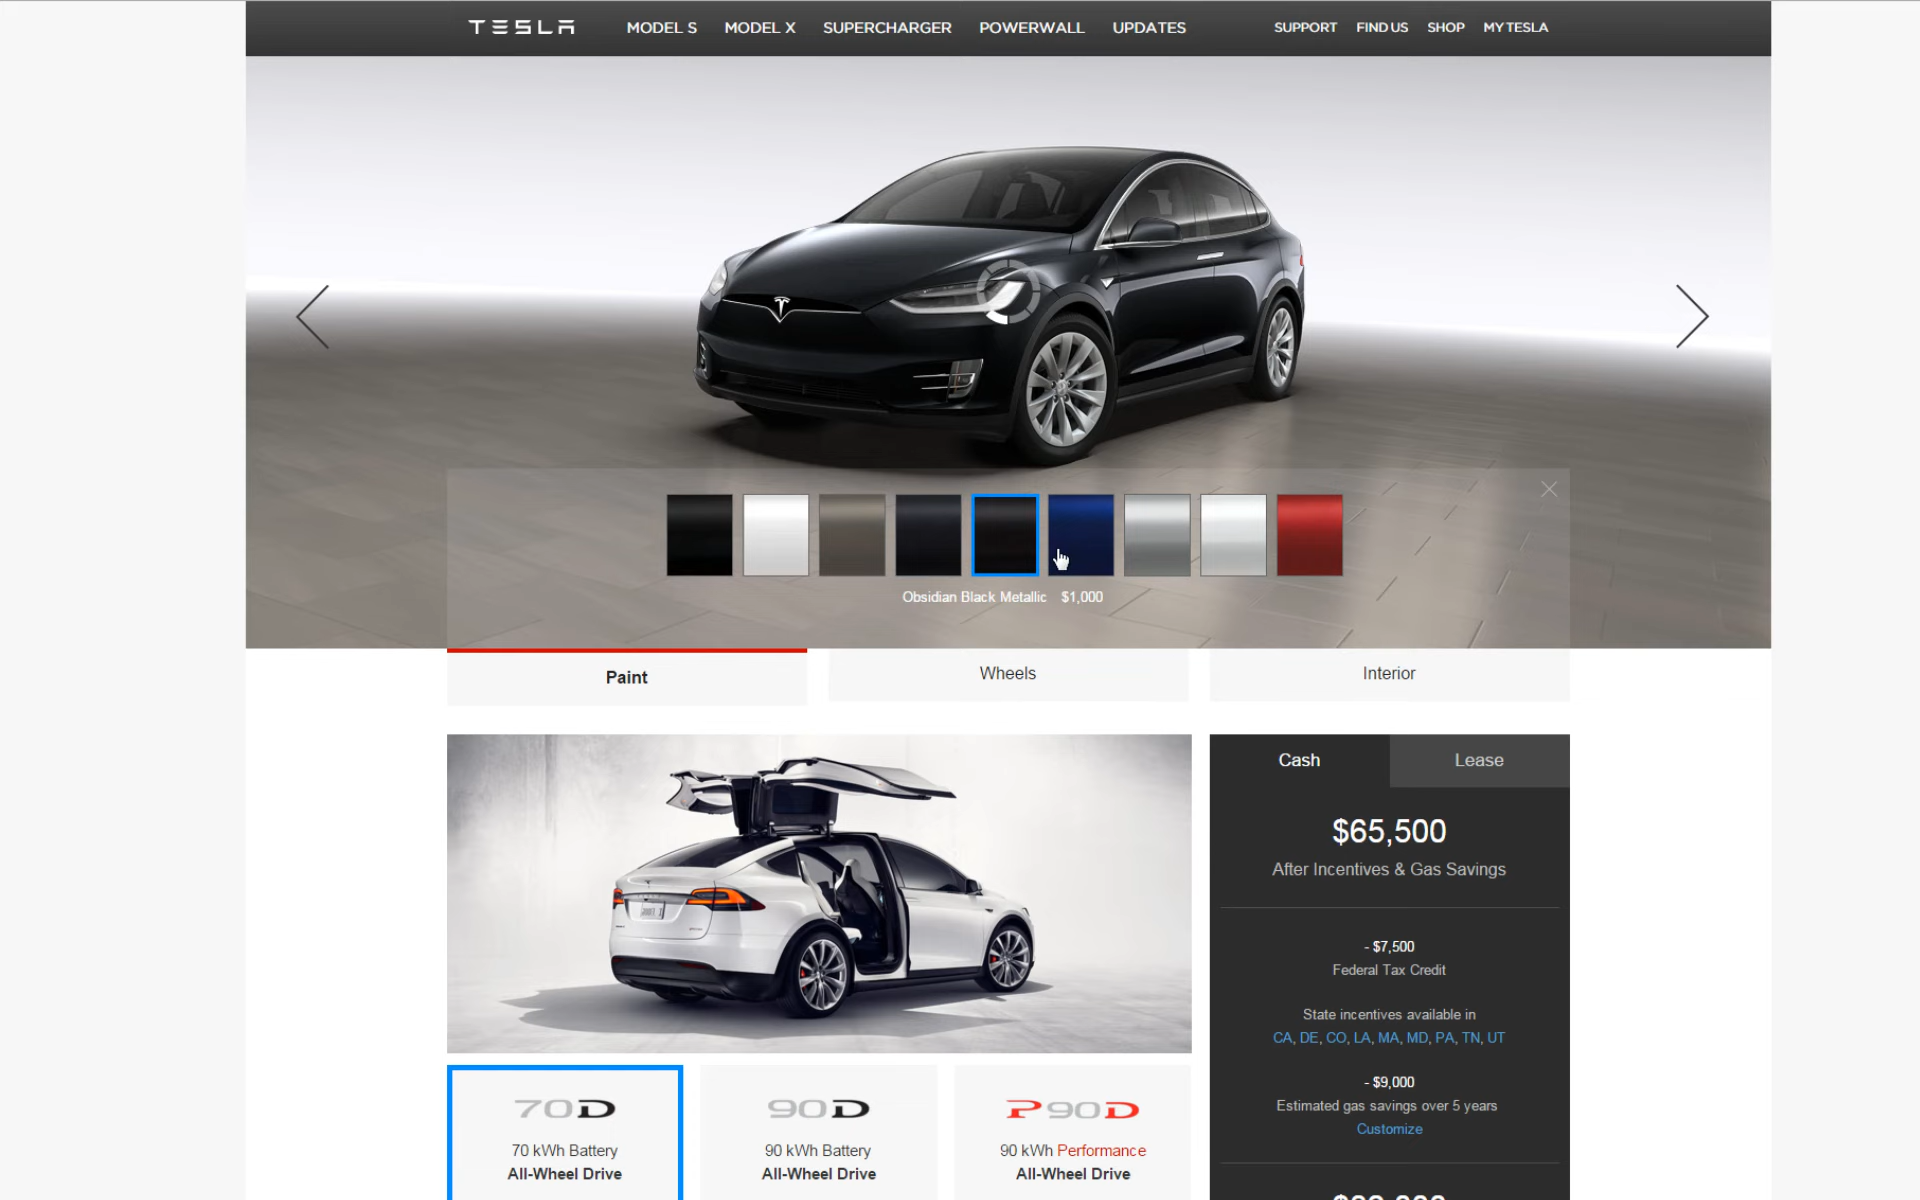 TESLA MODEL S MODEL X SUPERCHARGER POWERWALL UPDATES SUPPORT FIND US SHOP MY TESLA
Obsidian Black Metallic $1,000
Paint Wheels Interior
Cash Lease
$65,500
After Incentives & Gas Savings
- $7,500
Federal Tax Credit
State incentives available in
CA, DE, CO, LA, MA, MD, PA, TN, UT
- $9,000
Estimated gas savings over 5 years
Customize
70D
70 kWh Battery
All-Wheel Drive
90D
90 kWh Battery
All-Wheel Drive
P90D
90 kWh Performance
All-Wheel Drive